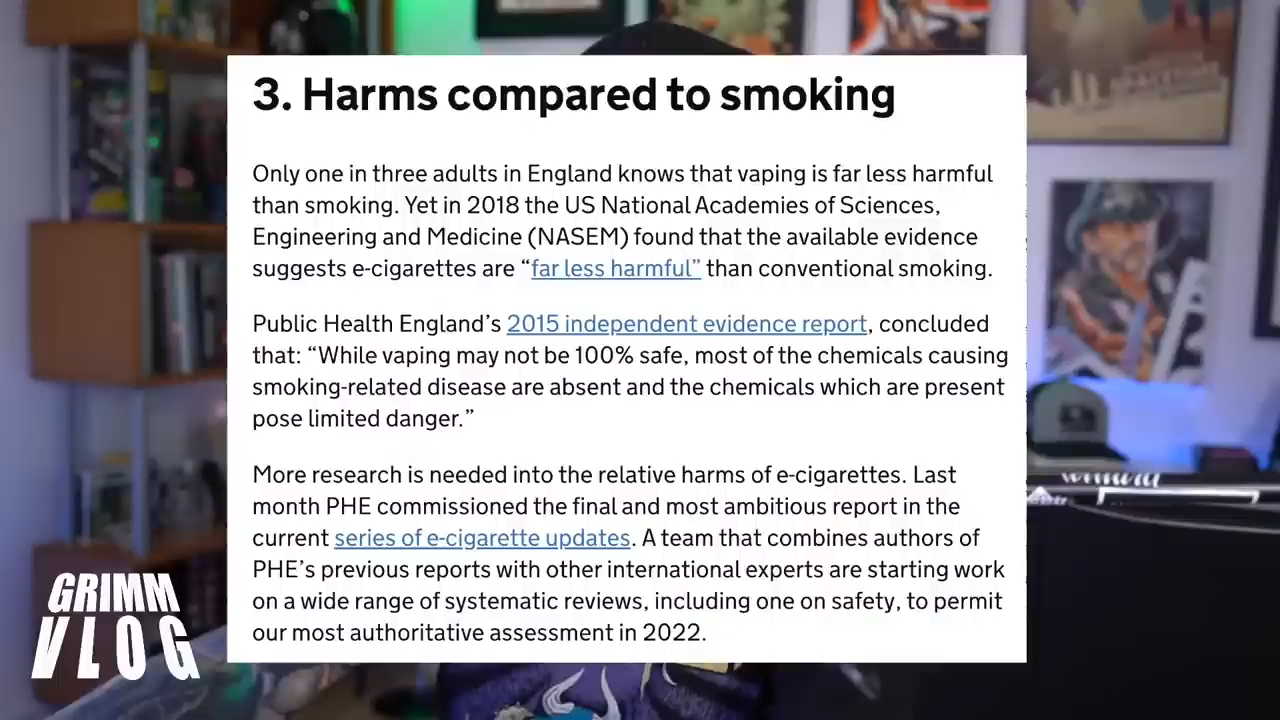 3. Harms compared to smoking
Only one in three adults in England knows that vaping is far less harmful
than smoking. Yet in 2018 the US National Academies of Sciences,
Engineering and Medicine (NASEM) found that the available evidence
suggests e-cigarettes are “far less harmful” than conventional smoking.
Public Health England’s 2015 independent evidence report, concluded
that: “While vaping may not be 100% safe, most of the chemicals causing
smoking-related disease are absent and the chemicals which are present
pose limited danger.”
More research is needed into the relative harms of e-cigarettes. Last
month PHE commissioned the final and most ambitious report in the
current series of e-cigarette updates. A team that combines authors of
PHE’s previous reports with other international experts are starting work
on a wide range of systematic reviews, including one on safety, to permit
our most authoritative assessment in 2022.
GRIMM
VLOG